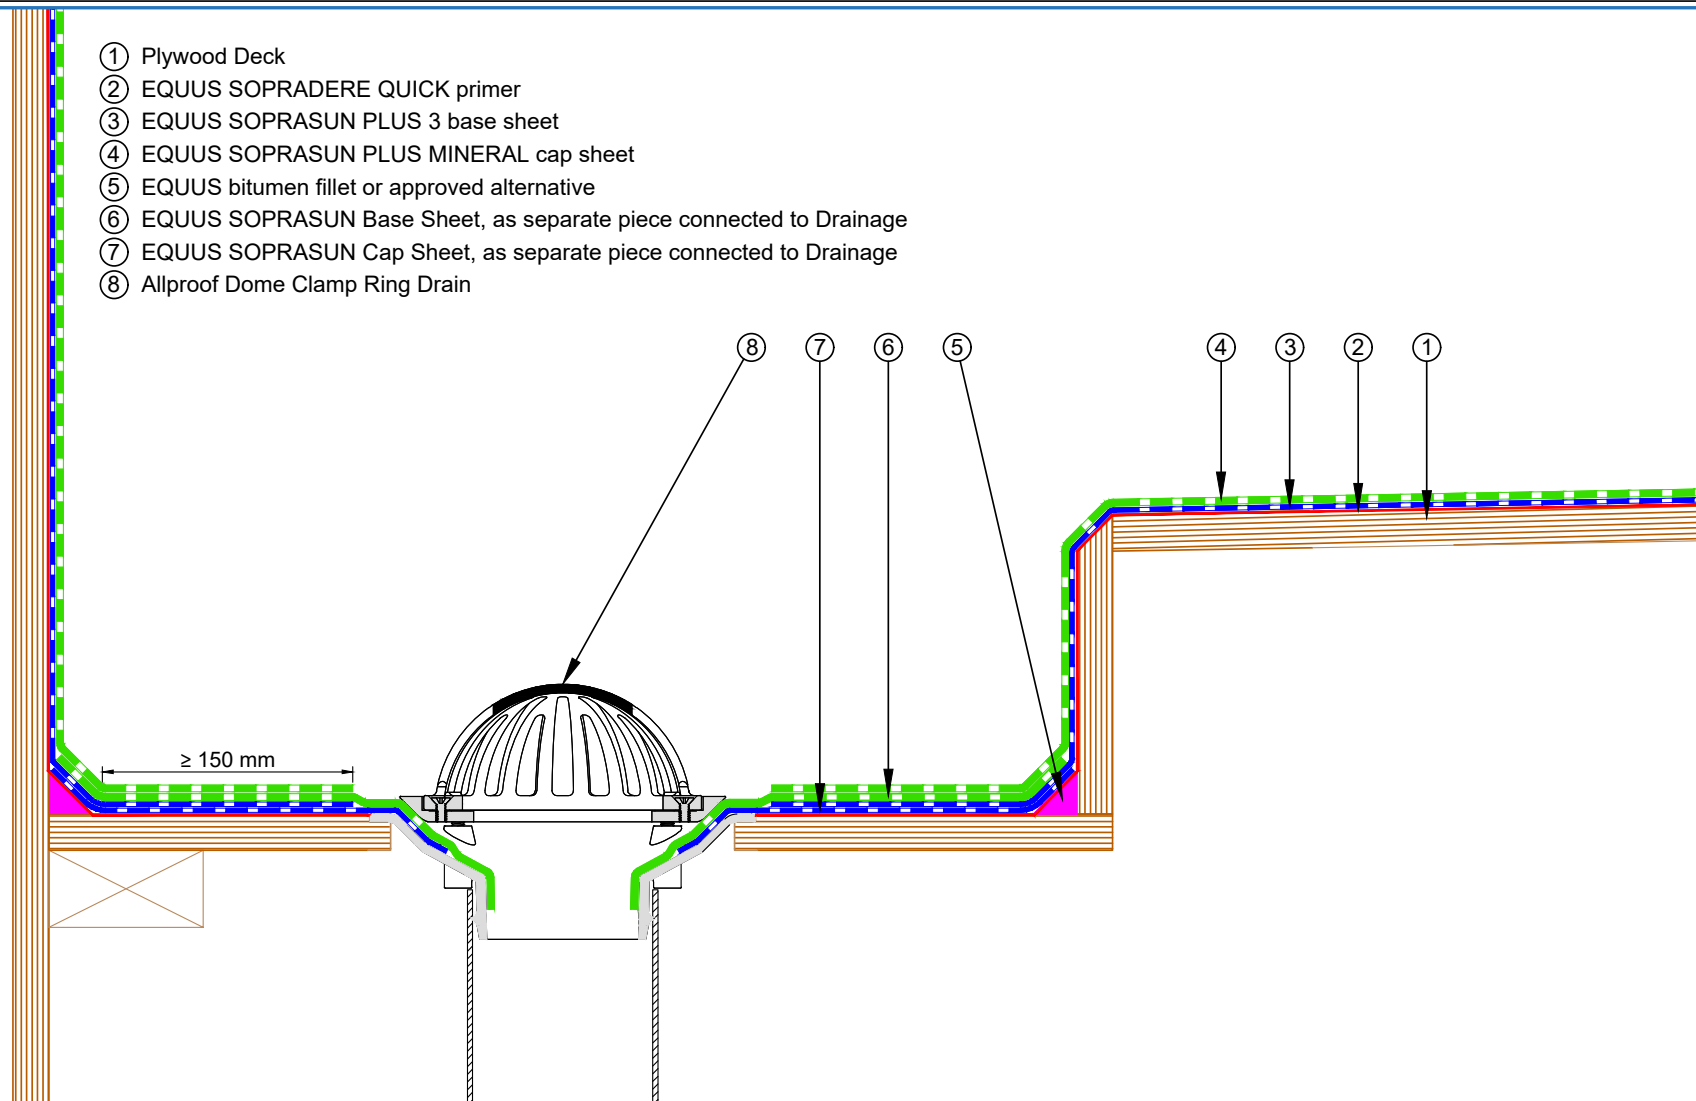 ① Plywood Deck
② EQUUS SOPRADERE QUICK primer
③ EQUUS SOPRASUN PLUS 3 base sheet
④ EQUUS SOPRASUN PLUS MINERAL cap sheet
⑤ EQUUS bitumen fillet or approved alternative
⑥ EQUUS SOPRASUN Base Sheet, as separate piece connected to Drainage
⑦ EQUUS SOPRASUN Cap Sheet, as separate piece connected to Drainage
⑧ Allproof Dome Clamp Ring Drain
⑧ ⑦ ⑥ ⑤ ④ ③ ② ①
≥ 150 mm